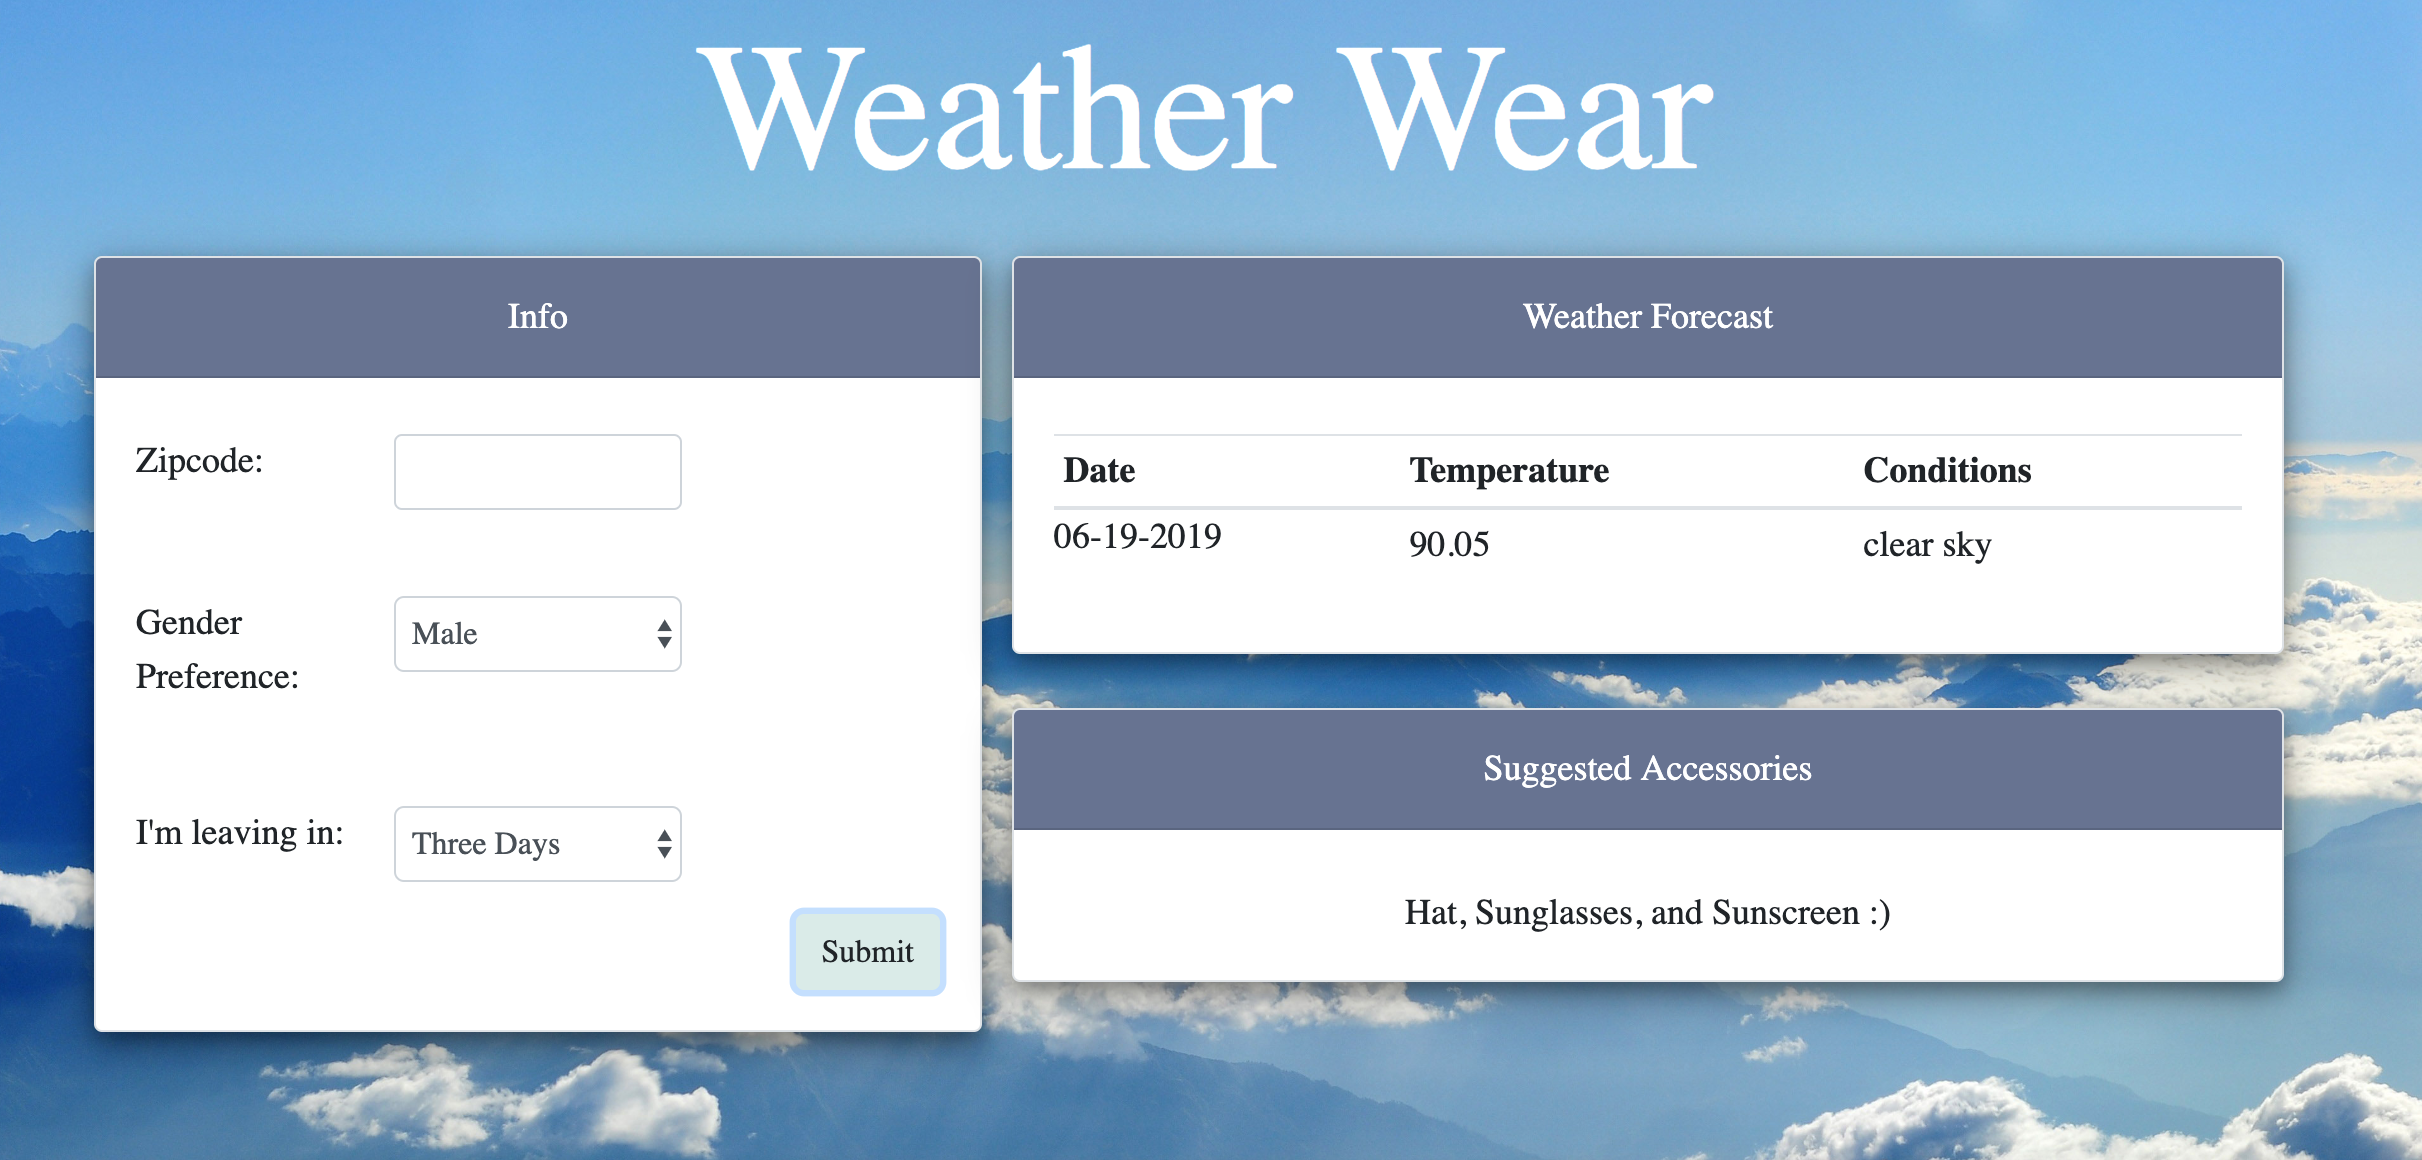 Weather Wear
Info
Zipcode:
Gender
Preference:
Male
I'm leaving in:
Three Days
Submit
Weather Forecast
Date Temperature Conditions
06-19-2019 90.05 clear sky
Suggested Accessories
Hat, Sunglasses, and Sunscreen :)